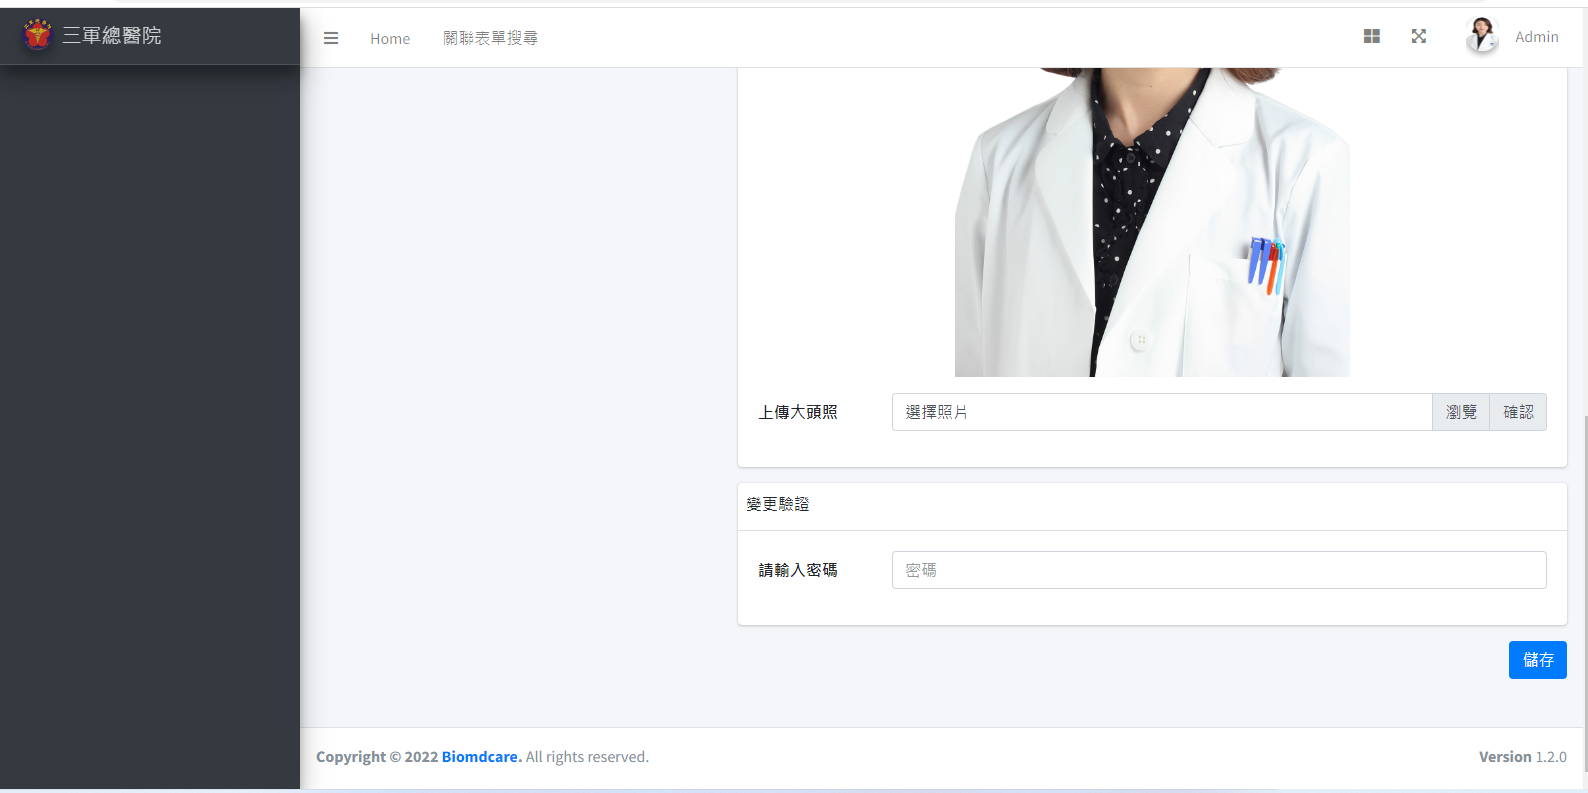 三軍總醫院
Home
關聯表單搜尋
Admin
上傳大頭照
選擇照片
瀏覽
確認
變更驗證
請輸入密碼
密碼
儲存
Copyright © 2022 Biomdcare. All rights reserved.
Version 1.2.0